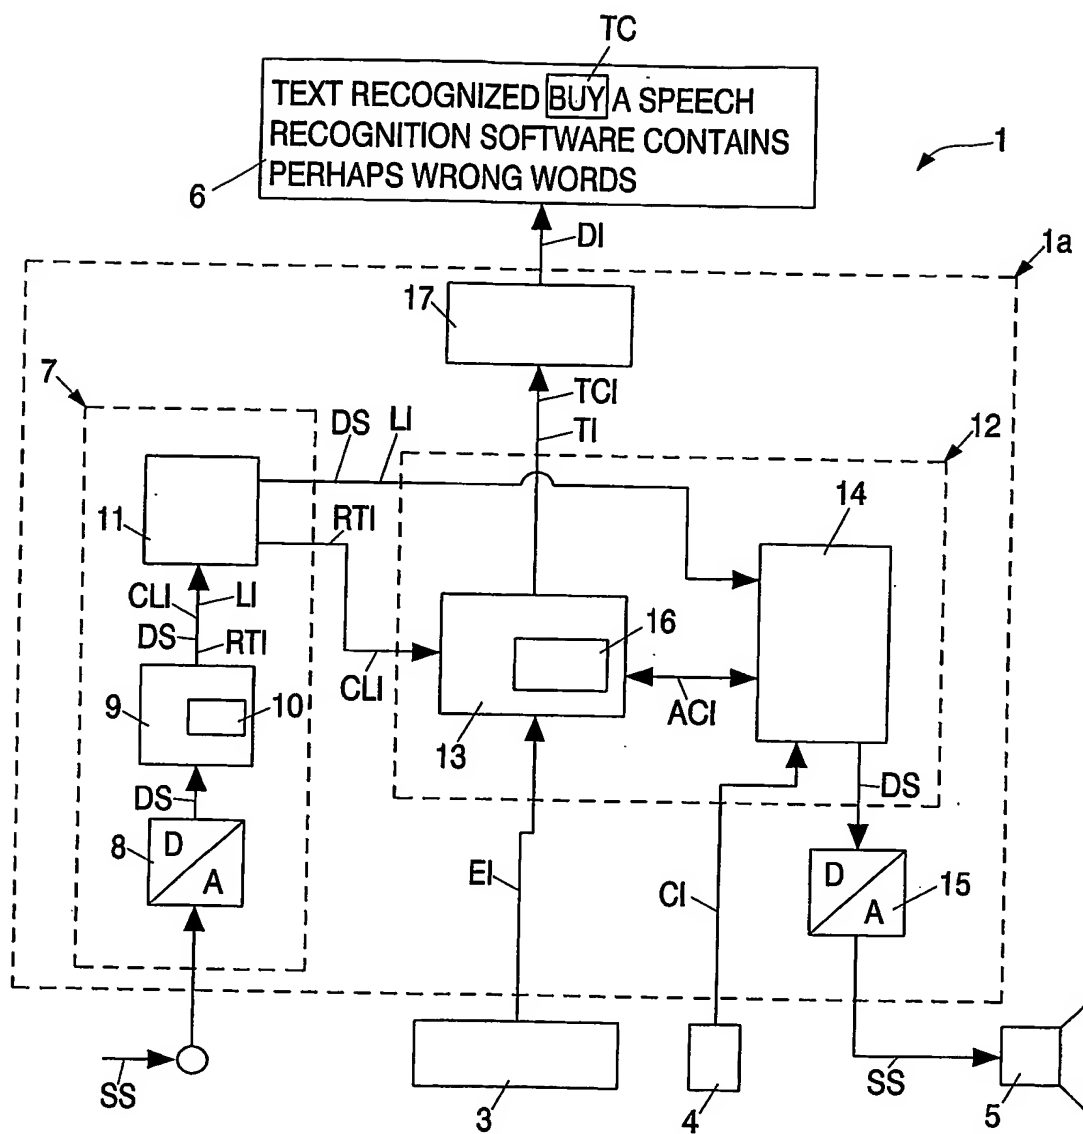 TC
TEXT RECOGNIZED BUY A SPEECH
RECOGNITION SOFTWARE CONTAINS
PERHAPS WRONG WORDS
6
1
DI
1a
17
7
TCI
TI
DS
LI
12
11
RTI
14
CLI
LI
DS
RTI
16
CLI
9
10
ACI
13
DS
DS
8
D
A
EI
CI
D
A
15
SS
3
4
SS
5